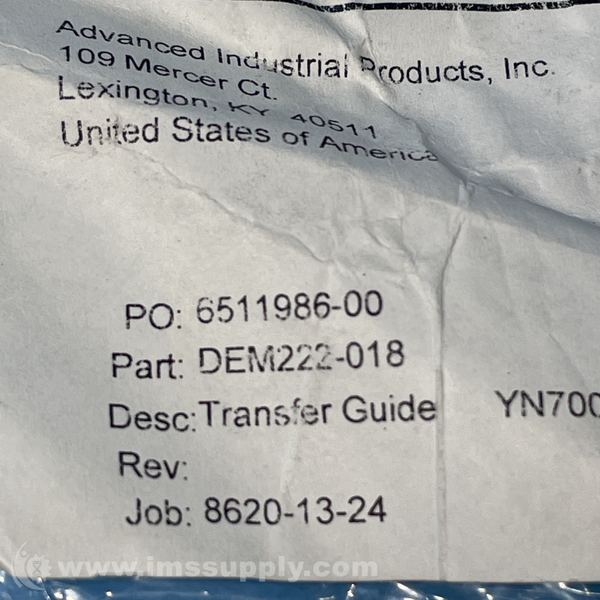 Advanced Industrial Products, Inc.
109 Mercer Ct.
Lexington, KY 40511
United States of America
PO: 6511986-00
Part: DEM222-018
Desc: Transfer Guide YN700
Rev:
Job: 8620-13-24
www.imssupply.com